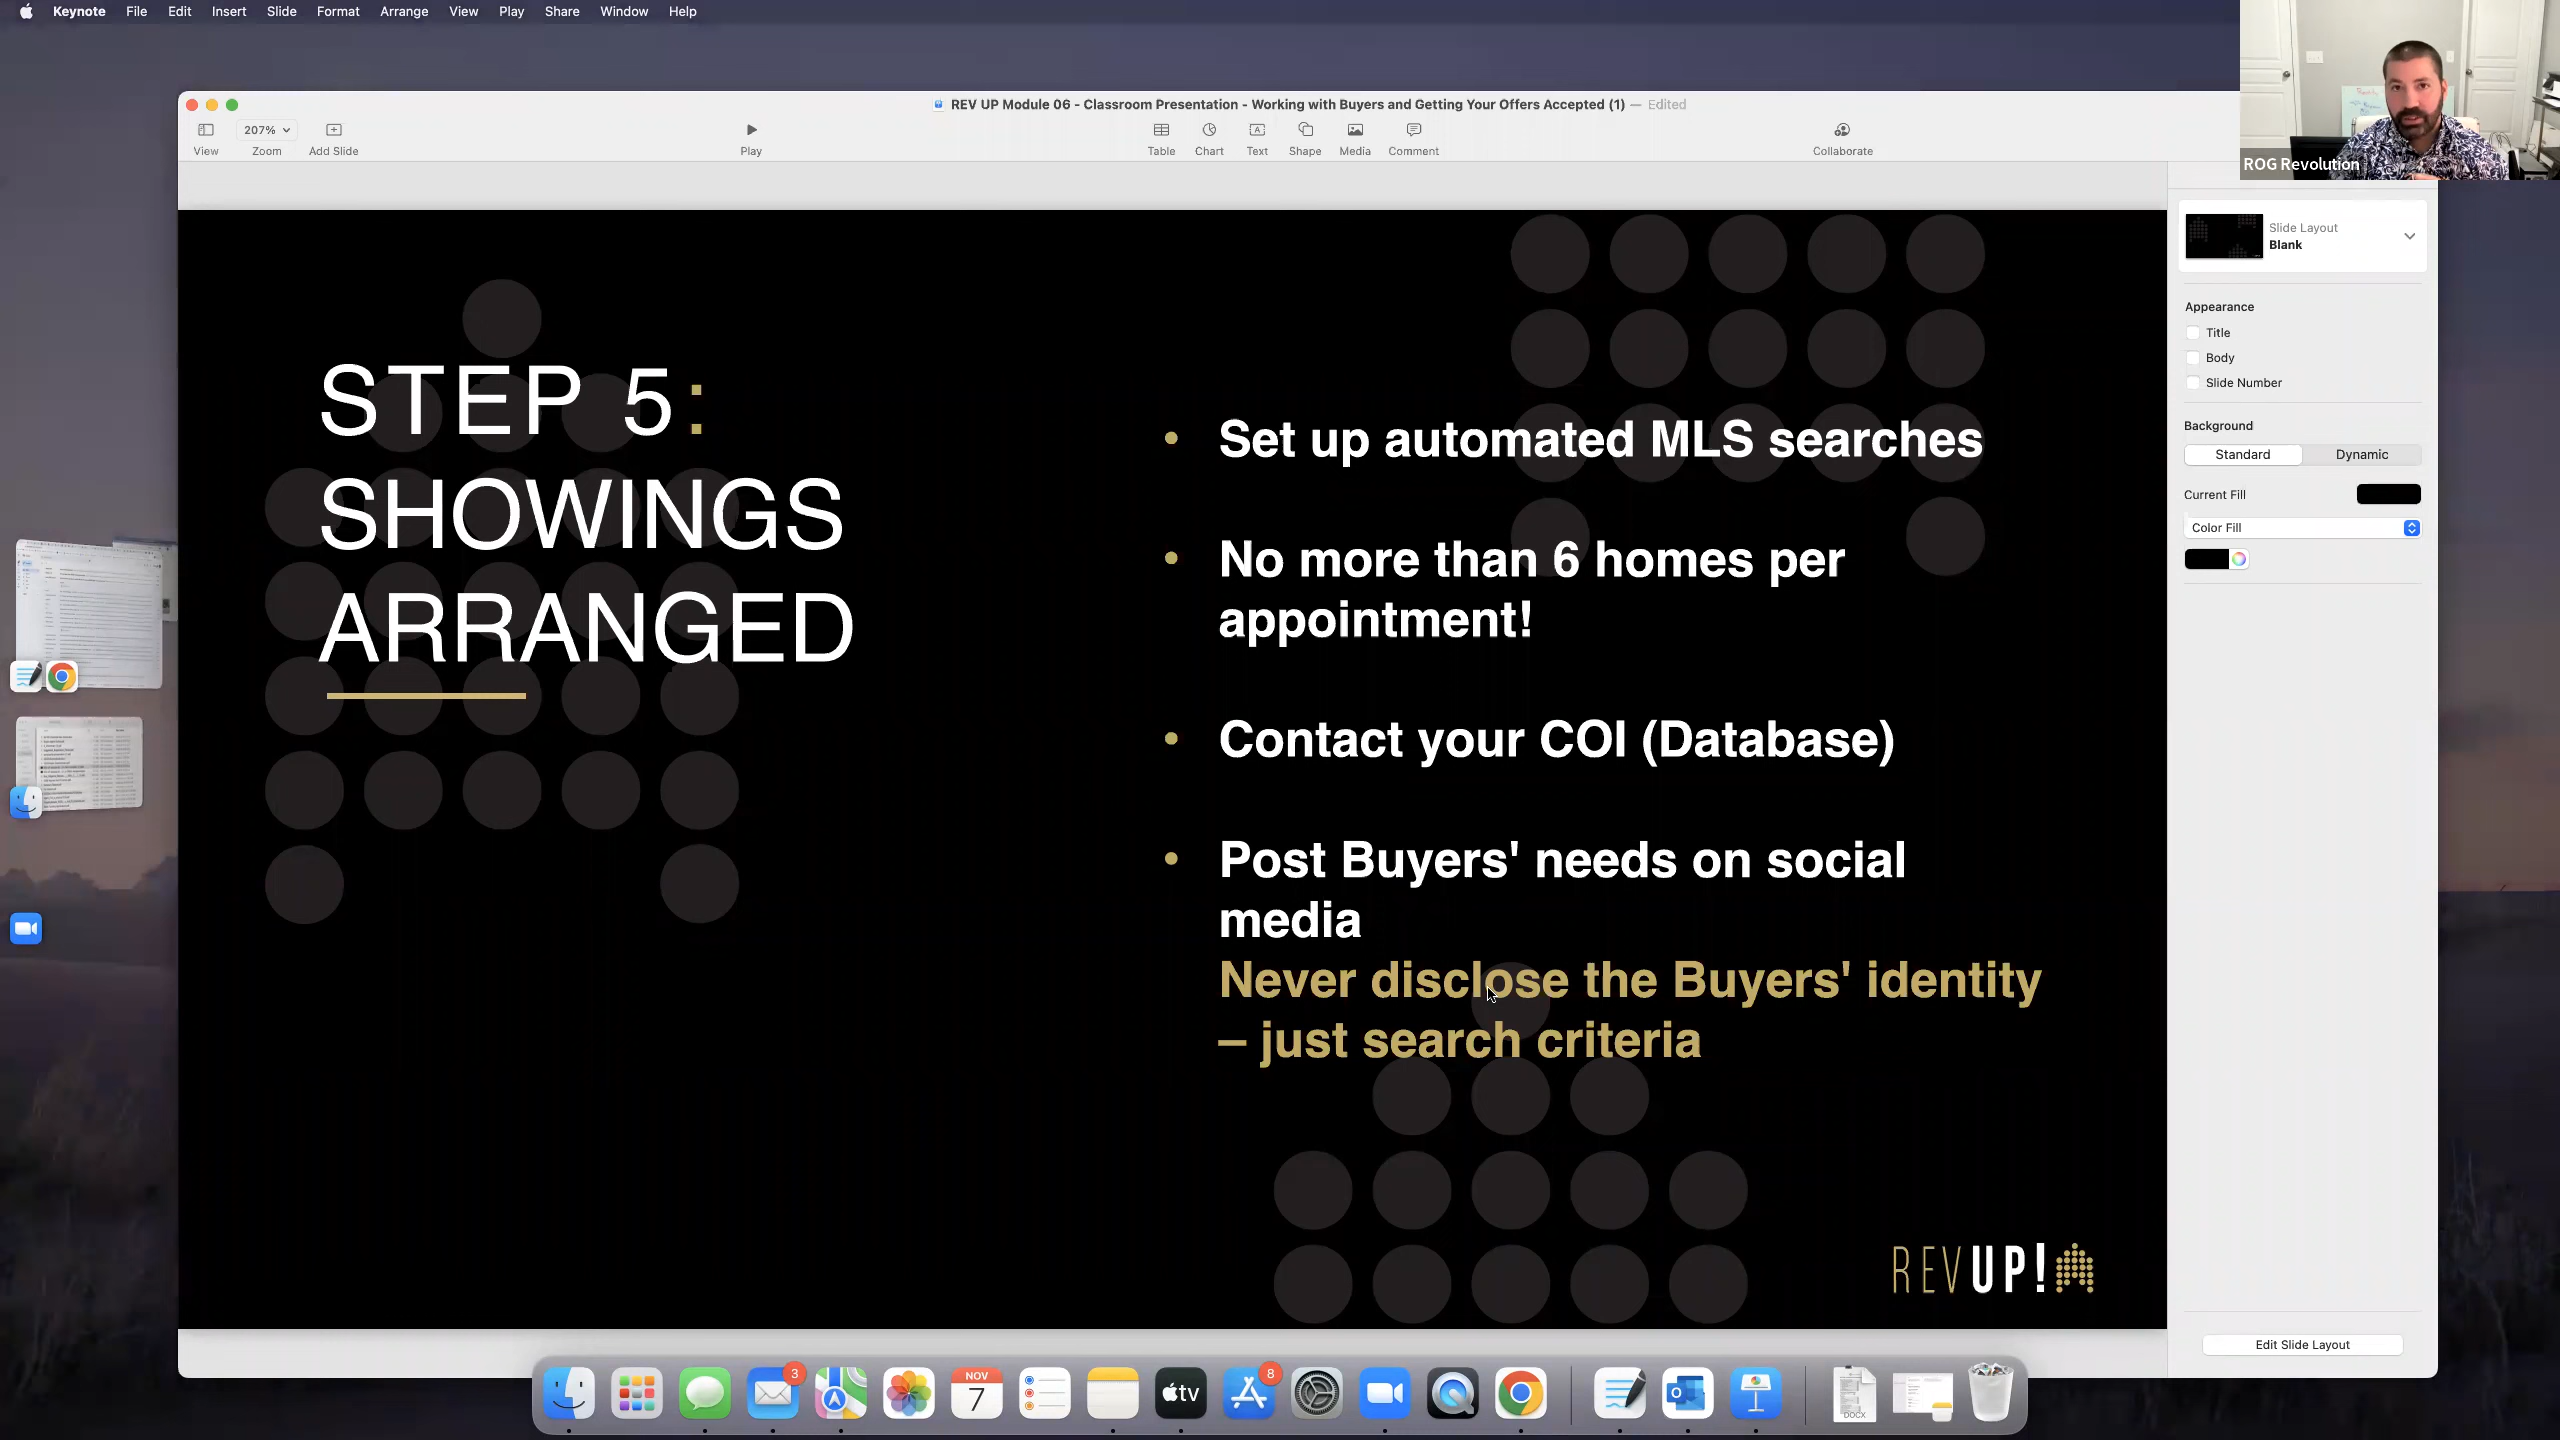 Keynote File Edit Insert Slide Format Arrange View Play Share Window Help
REV UP Module 06 - Classroom Presentation - Working with Buyers and Getting Your Offers Accepted (1) — Edited
207%
View Zoom Add Slide Play Table Chart Text Shape Media Comment Collaborate
ROG Revolution
STEP 5:
SHOWINGS
ARRANGED
• Set up automated MLS searches
• No more than 6 homes per
appointment!
• Contact your COI (Database)
• Post Buyers' needs on social
media
Never disclose the Buyers' identity
– just search criteria
REVUP!
Slide Layout
Blank
Appearance
Title
Body
Slide Number
Background
Standard Dynamic
Current Fill
Color Fill
Edit Slide Layout
3
NOV
7
tv
8
DOCX